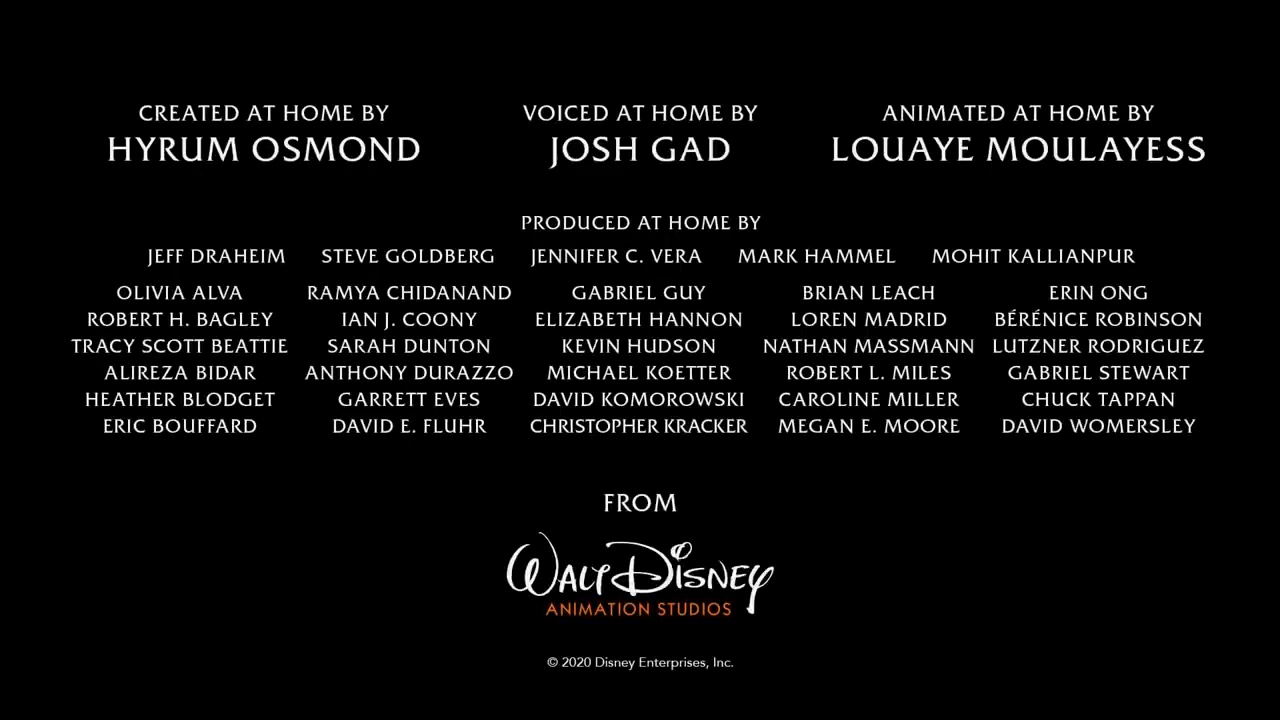 CREATED AT HOME BY VOICED AT HOME BY ANIMATED AT HOME BY
HYRUM OSMOND JOSH GAD LOUAYE MOULAYESS
PRODUCED AT HOME BY
JEFF DRAHEIM STEVE GOLDBERG JENNIFER C. VERA MARK HAMMEL MOHIT KALLIANPUR
OLIVIA ALVA RAMYA CHIDANAND GABRIEL GUY BRIAN LEACH ERIN ONG
ROBERT H. BAGLEY IAN J. COONY ELIZABETH HANNON LOREN MADRID BÉRÉNICE ROBINSON
TRACY SCOTT BEATTIE SARAH DUNTON KEVIN HUDSON NATHAN MASSMANN LUTZNER RODRIGUEZ
ALIREZA BIDAR ANTHONY DURAZZO MICHAEL KOETTER ROBERT L. MILES GABRIEL STEWART
HEATHER BLODGET GARRETT EVES DAVID KOMOROWSKI CAROLINE MILLER CHUCK TAPPAN
ERIC BOUFFARD DAVID E. FLUHR CHRISTOPHER KRACKER MEGAN E. MOORE DAVID WOMERSLEY
FROM
WALT DISNEY
ANIMATION STUDIOS
© 2020 Disney Enterprises, Inc.